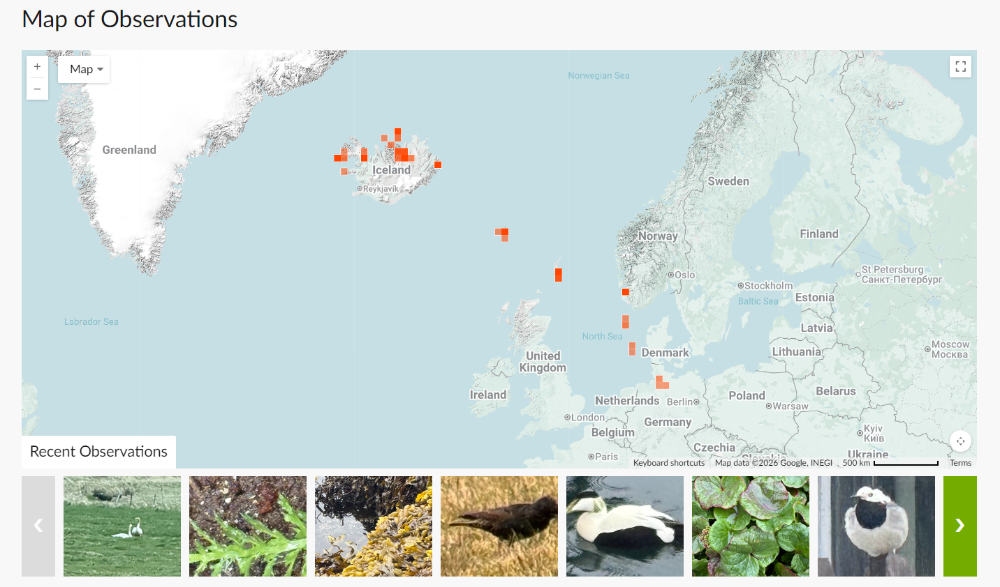 Map of Observations
+
Map
−
Norwegian Sea
Greenland
Iceland
Reykjavik
Sweden
Norway
Finland
Oslo
St Petersburg
Санкт-Петербург
Stockholm
Baltic Sea
Estonia
Labrador Sea
Latvia
North Sea
Denmark
Lithuania
Moscow
Москва
United
Kingdom
Ireland
Netherlands
Berlin
Poland
Belarus
Warsaw
London
Germany
Belgium
Kyiv
Київ
Czechia
Slovakia
Ukraine
Paris
Recent Observations
Keyboard shortcuts
Map data ©2026 Google, INEGI
500 km
Terms